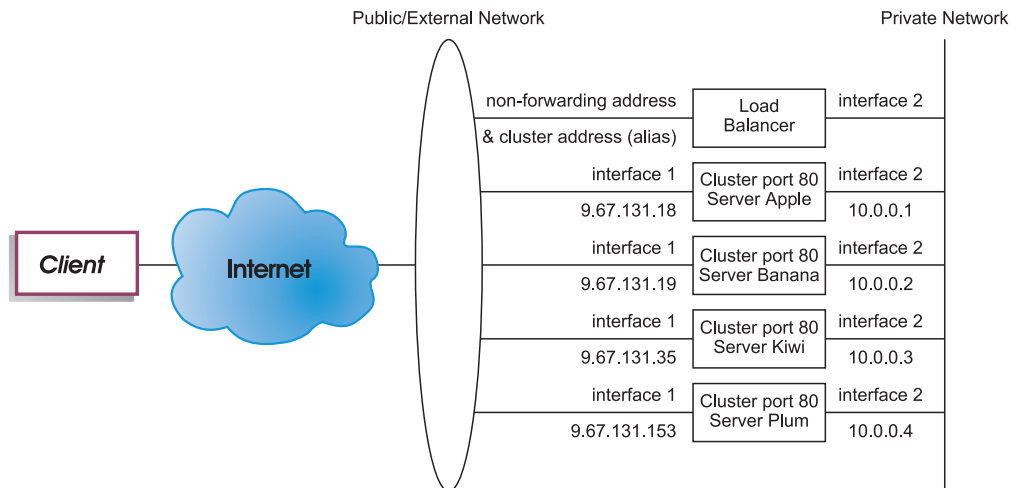 Public/External Network
Private Network
non-forwarding address
& cluster address (alias)
Load
Balancer
interface 2
interface 1
9.67.131.18
Cluster port 80
Server Apple
interface 2
10.0.0.1
Client
Internet
interface 1
9.67.131.19
Cluster port 80
Server Banana
interface 2
10.0.0.2
interface 1
9.67.131.35
Cluster port 80
Server Kiwi
interface 2
10.0.0.3
interface 1
9.67.131.153
Cluster port 80
Server Plum
interface 2
10.0.0.4